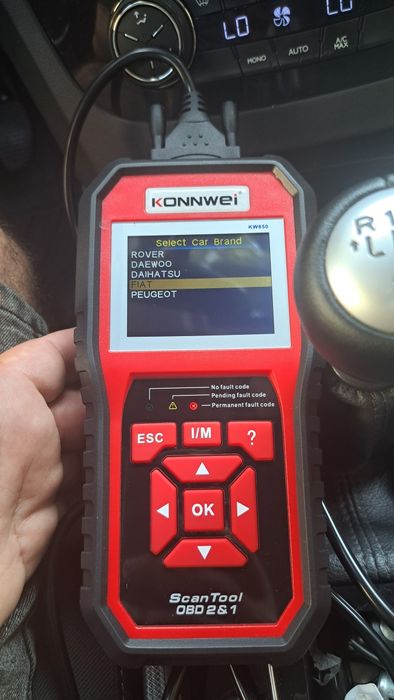 LO
LO
MONO
AUTO
A/C
MAX
KONNWEI
KW850
Select Car Brand
ROVER
DAEWOO
DAIHATSU
FIAT
PEUGEOT
No fault code
Pending fault code
Permanent fault code
ESC
I/M
?
OK
ScanTool
OBD 2 & 1
R 1